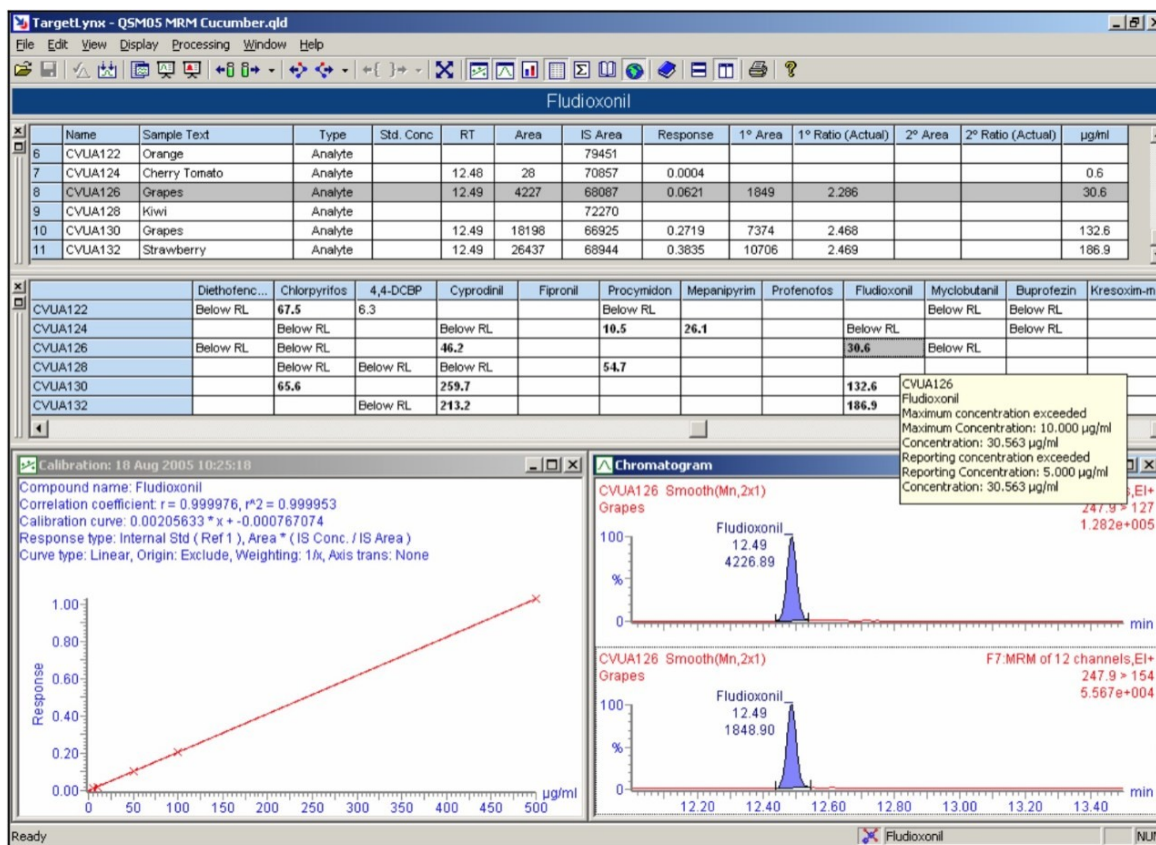 TargetLynx - QSM05 MRM Cucumber.qld
File Edit View Display Processing Window Help
Fludioxonil
Name Sample Text Type Std. Conc RT Area IS Area Response 1° Area 1° Ratio (Actual) 2° Area 2° Ratio (Actual) µg/ml
6 CVUA122 Orange Analyte 79451
7 CVUA124 Cherry Tomato Analyte 12.48 28 70857 0.0004 0.6
8 CVUA126 Grapes Analyte 12.49 4227 68087 0.0621 1849 2.286 30.6
9 CVUA128 Kiwi Analyte 72270
10 CVUA130 Grapes Analyte 12.49 18198 66925 0.2719 7374 2.468 132.6
11 CVUA132 Strawberry Analyte 12.49 26437 68944 0.3835 10706 2.469 186.9
Diethofenc... Chlorpyrifos 4,4-DCBP Cyprodinil Fipronil Procymidon Mepanipyrim Profenofos Fludioxonil Myclobutanil Buprofezin Kresoxim-m
CVUA122 Below RL 67.5 6.3 Below RL Below RL Below RL
CVUA124 Below RL Below RL 10.5 26.1 Below RL Below RL
CVUA126 Below RL Below RL 46.2 30.6 Below RL
CVUA128 Below RL Below RL Below RL 54.7
CVUA130 65.6 259.7 132.6
CVUA132 Below RL 213.2 186.9
CVUA126
Fludioxonil
Maximum concentration exceeded
Maximum Concentration: 10.000 µg/ml
Concentration: 30.563 µg/ml
Reporting concentration exceeded
Reporting Concentration: 5.000 µg/ml
Concentration: 30.563 µg/ml
Calibration: 18 Aug 2005 10:25:18
Compound name: Fludioxonil
Correlation coefficient: r = 0.999976, r^2 = 0.999953
Calibration curve: 0.00205633 * x + -0.000767074
Response type: Internal Std ( Ref 1 ), Area * ( IS Conc. / IS Area )
Curve type: Linear, Origin: Exclude, Weighting: 1/x, Axis trans: None
1.00
0.80
0.60
0.40
0.20
0.00
Response
0 50 100 150 200 250 300 350 400 450 500 µg/ml
Chromatogram
CVUA126 Smooth(Mn,2x1) s,EI+
Grapes 247.9 > 127
1.282e+005
Fludioxonil
12.49
4226.89
100
%
0 min
CVUA126 Smooth(Mn,2x1) F7:MRM of 12 channels,EI+
Grapes 247.9 > 154
5.567e+004
Fludioxonil
12.49
1848.90
100
%
0 min
12.20 12.40 12.60 12.80 13.00 13.20 13.40
Ready Fludioxonil NUM